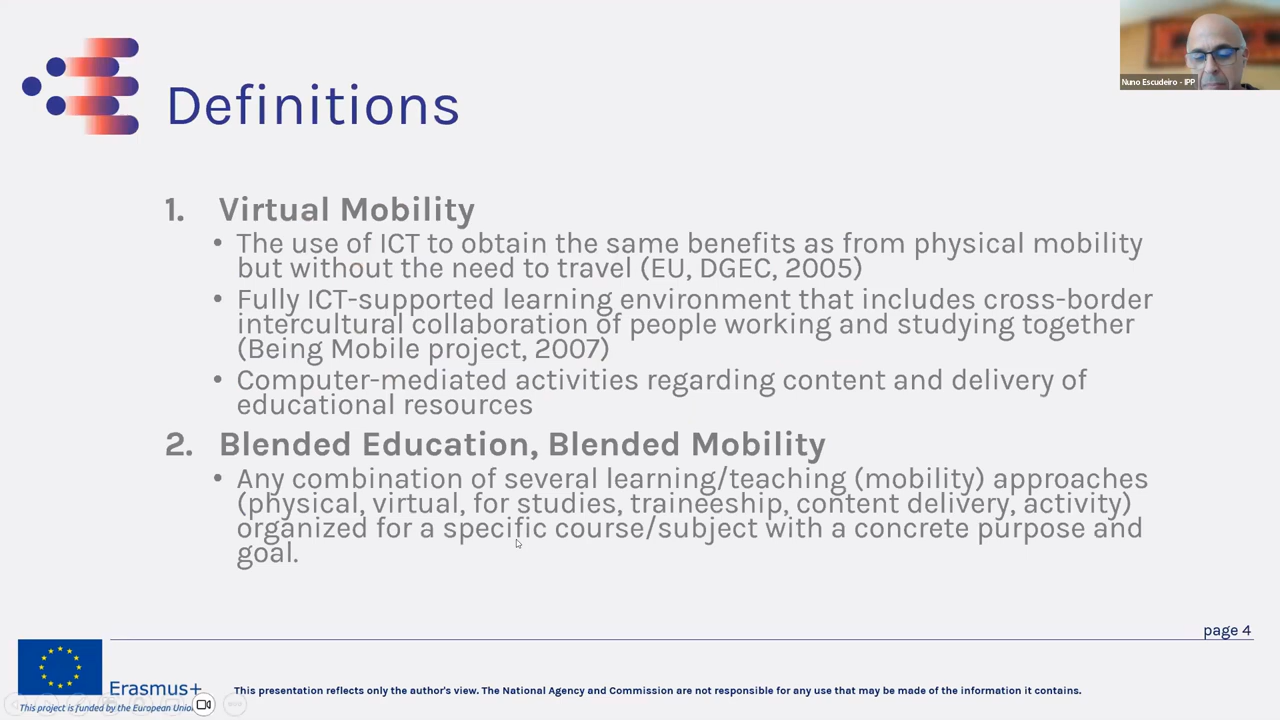 Nuno Escudeiro - IPP
Definitions
1. Virtual Mobility
• The use of ICT to obtain the same benefits as from physical mobility
but without the need to travel (EU, DGEC, 2005)
• Fully ICT-supported learning environment that includes cross-border
intercultural collaboration of people working and studying together
(Being Mobile project, 2007)
• Computer-mediated activities regarding content and delivery of
educational resources
2. Blended Education, Blended Mobility
• Any combination of several learning/teaching (mobility) approaches
(physical, virtual, for studies, traineeship, content delivery, activity)
organized for a specific course/subject with a concrete purpose and
goal.
page 4
Erasmus+
This presentation reflects only the author's view. The National Agency and Commission are not responsible for any use that may be made of the information it contains.
This project is funded by the European Union